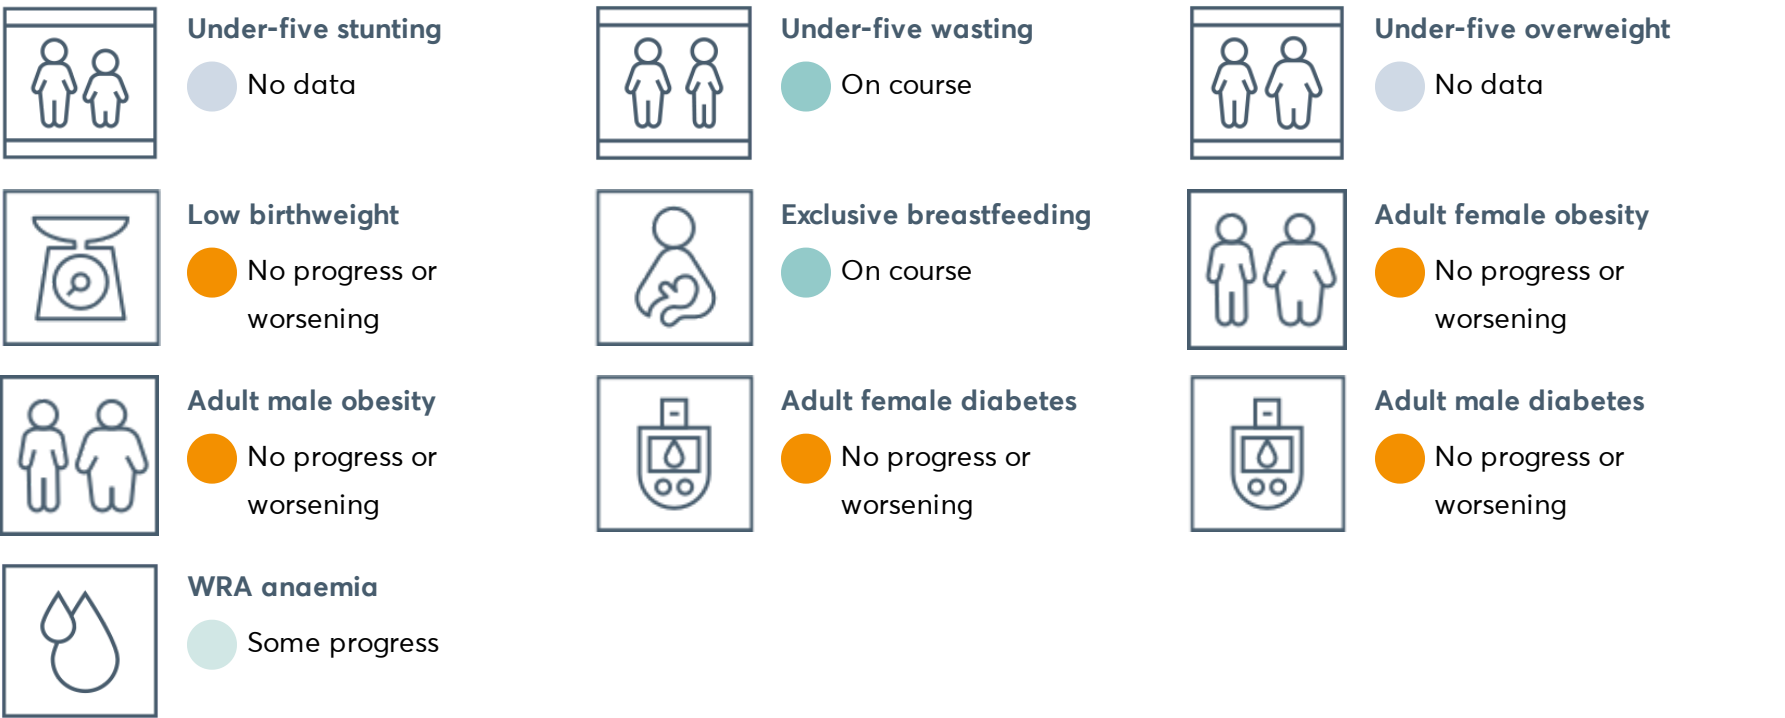 Under-five stunting
No data
Under-five wasting
On course
Under-five overweight
No data
Low birthweight
No progress or
worsening
Exclusive breastfeeding
On course
Adult female obesity
No progress or
worsening
Adult male obesity
No progress or
worsening
Adult female diabetes
No progress or
worsening
Adult male diabetes
No progress or
worsening
WRA anaemia
Some progress